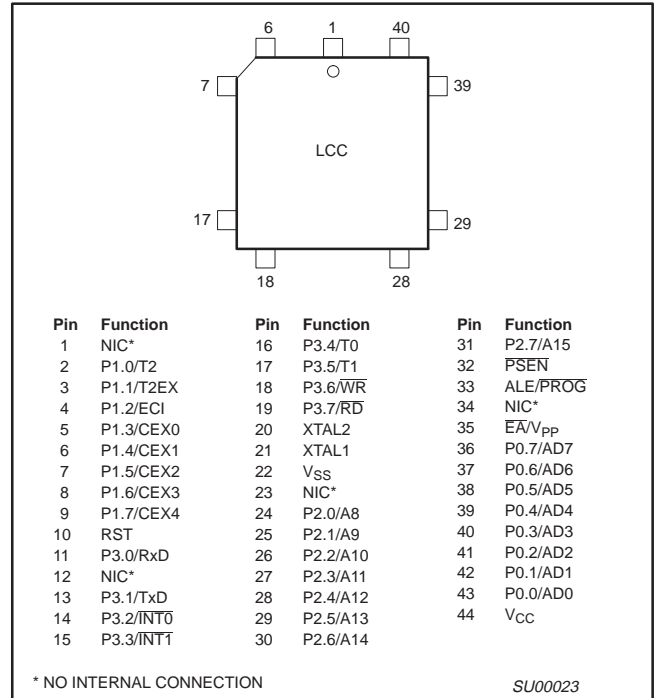 6 1 40
7 39
LCC
17 29
18 28
Pin Function Pin Function Pin Function
1 NIC* 16 P3.4/T0 31 P2.7/A15
2 P1.0/T2 17 P3.5/T1 32 P̅S̅E̅N̅
3 P1.1/T2EX 18 P3.6/W̅R̅ 33 ALE/P̅R̅O̅G̅
4 P1.2/ECI 19 P3.7/R̅D̅ 34 NIC*
5 P1.3/CEX0 20 XTAL2 35 E̅A̅/VPP
6 P1.4/CEX1 21 XTAL1 36 P0.7/AD7
7 P1.5/CEX2 22 VSS 37 P0.6/AD6
8 P1.6/CEX3 23 NIC* 38 P0.5/AD5
9 P1.7/CEX4 24 P2.0/A8 39 P0.4/AD4
10 RST 25 P2.1/A9 40 P0.3/AD3
11 P3.0/RxD 26 P2.2/A10 41 P0.2/AD2
12 NIC* 27 P2.3/A11 42 P0.1/AD1
13 P3.1/TxD 28 P2.4/A12 43 P0.0/AD0
14 P3.2/I̅N̅T̅0̅ 29 P2.5/A13 44 VCC
15 P3.3/I̅N̅T̅1̅ 30 P2.6/A14
* NO INTERNAL CONNECTION SU00023